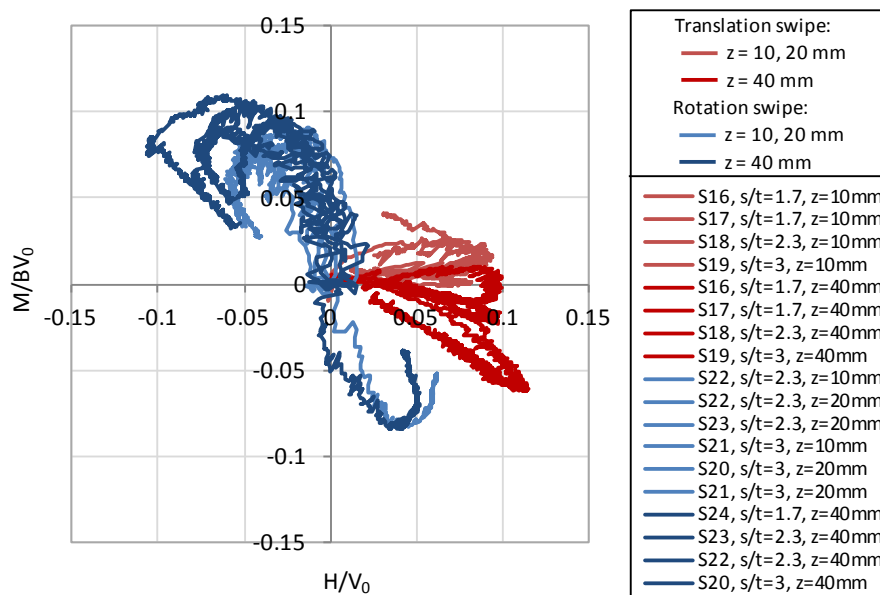 0.15
0.1
0.05
0
-0.05
-0.1
-0.15
-0.15
-0.1
-0.05
0
0.05
0.1
0.15
M/BV0
H/V0
Translation swipe:
z = 10, 20 mm
z = 40 mm
Rotation swipe:
z = 10, 20 mm
z = 40 mm
S16, s/t=1.7, z=10mm
S17, s/t=1.7, z=10mm
S18, s/t=2.3, z=10mm
S19, s/t=3, z=10mm
S16, s/t=1.7, z=40mm
S17, s/t=1.7, z=40mm
S18, s/t=2.3, z=40mm
S19, s/t=3, z=40mm
S22, s/t=2.3, z=10mm
S22, s/t=2.3, z=20mm
S23, s/t=2.3, z=20mm
S21, s/t=3, z=10mm
S20, s/t=3, z=20mm
S21, s/t=3, z=20mm
S24, s/t=1.7, z=40mm
S23, s/t=2.3, z=40mm
S22, s/t=2.3, z=40mm
S20, s/t=3, z=40mm